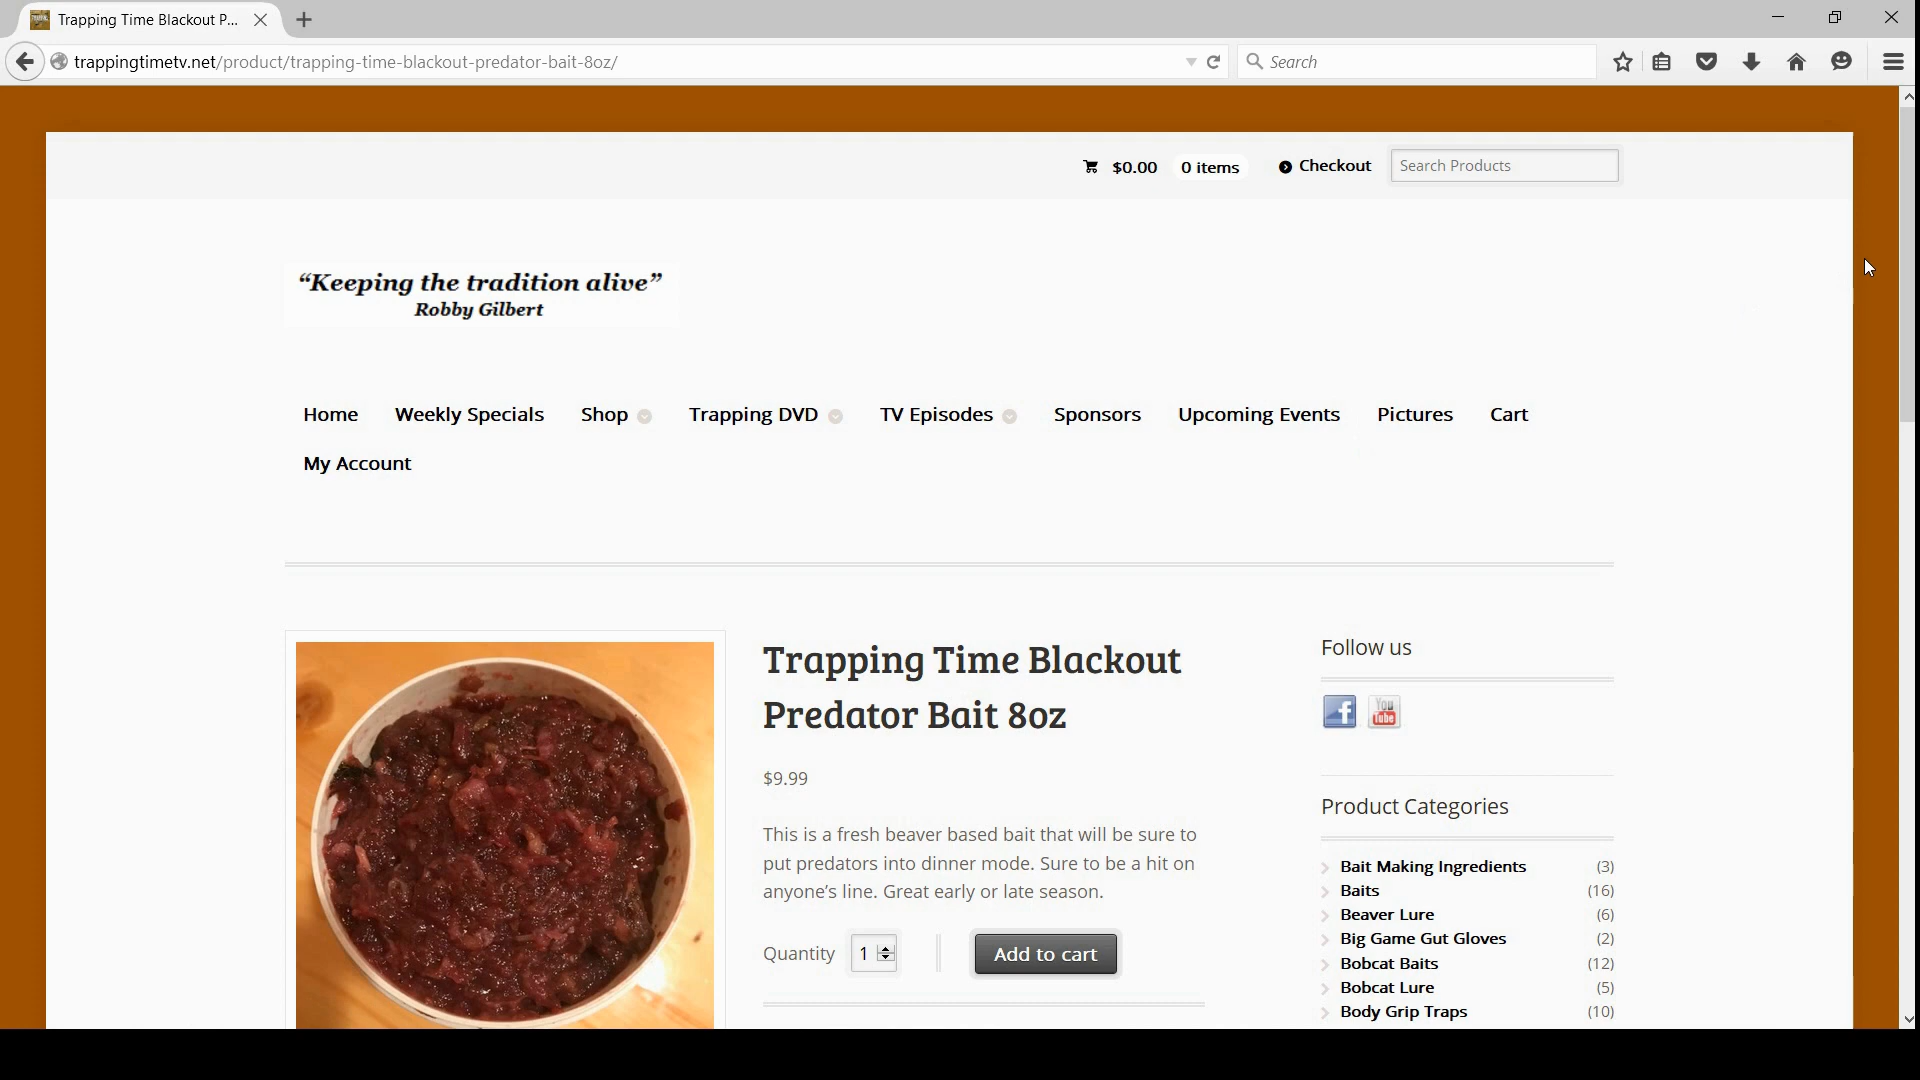 Trapping Time Blackout P...
trappingtimetv.net/product/trapping-time-blackout-predator-bait-8oz/
Search
$0.00 0 items Checkout Search Products
“Keeping the tradition alive”
Robby Gilbert
Home Weekly Specials Shop Trapping DVD TV Episodes Sponsors Upcoming Events Pictures Cart
My Account
Trapping Time Blackout
Predator Bait 8oz
$9.99
This is a fresh beaver based bait that will be sure to
put predators into dinner mode. Sure to be a hit on
anyone’s line. Great early or late season.
Quantity 1 Add to cart
Follow us
f You Tube
Product Categories
Bait Making Ingredients (3)
Baits (16)
Beaver Lure (6)
Big Game Gut Gloves (2)
Bobcat Baits (12)
Bobcat Lure (5)
Body Grip Traps (10)